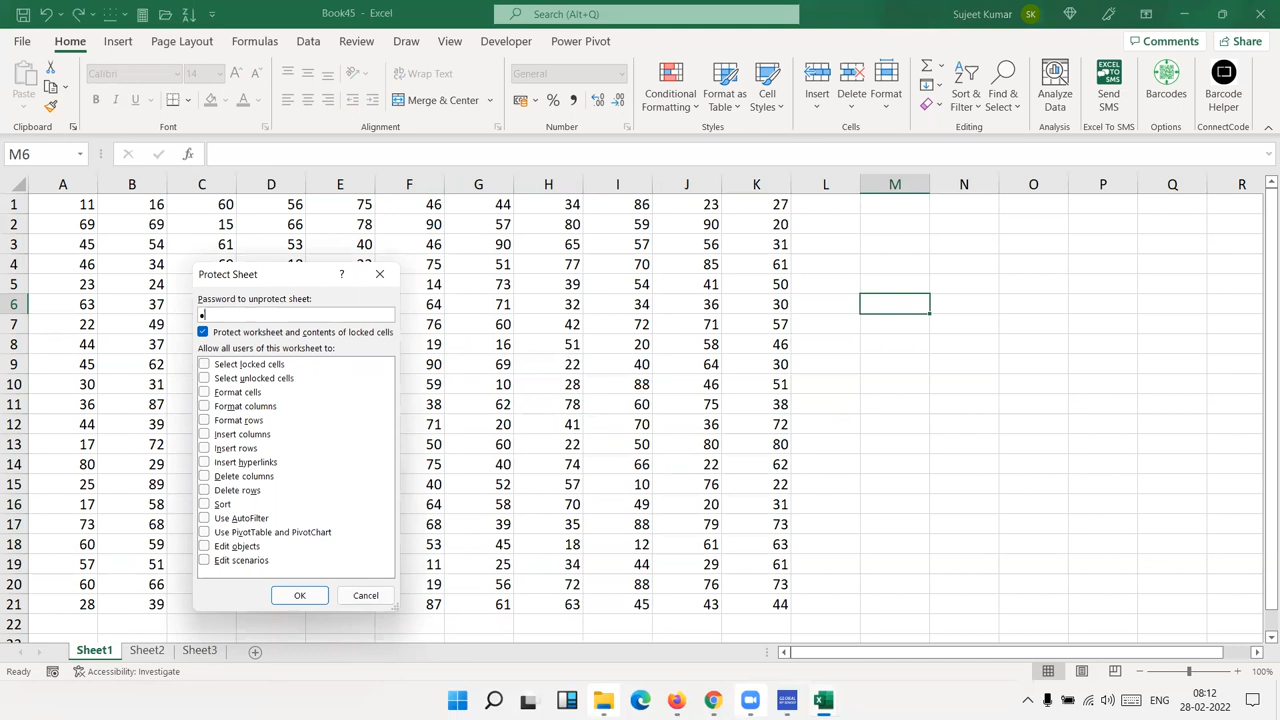 Book45 - Excel
Search (Alt+Q)
Sujeet Kumar SK
File Home Insert Page Layout Formulas Data Review View Draw Developer Power Pivot Comments Share
Calibri 14 Wrap Text General
Paste B I U Merge & Center Conditional Formatting Format as Table Cell Styles Insert Delete Format Sort & Filter Find & Select Analyze Data Send SMS Barcodes Barcode Helper
Clipboard Font Alignment Number Styles Cells Editing Analysis Excel To SMS Options ConnectCode
M6 fx
A B C D E F G H I J K L M N O P Q R
1 11 16 60 56 75 46 44 34 86 23 27
2 69 69 15 66 78 90 57 80 59 90 20
3 45 54 61 53 40 46 90 65 57 56 31
4 46 34 75 51 77 70 85 61
5 23 24 14 73 39 54 41 50
6 63 37 64 71 32 34 36 30
7 22 49 76 60 42 72 71 57
8 44 37 19 16 51 20 58 46
9 45 62 90 69 22 40 64 30
10 30 31 59 10 28 88 46 51
11 36 87 38 62 78 60 75 38
12 44 39 71 20 41 70 36 72
13 17 72 50 60 22 50 80 80
14 80 29 75 40 74 66 22 62
15 25 89 40 52 57 10 76 22
16 17 58 64 58 70 49 20 31
17 73 68 68 39 35 88 79 73
18 60 59 53 45 18 12 61 63
19 57 51 11 25 34 44 29 61
20 60 66 19 56 72 88 76 73
21 28 39 87 61 63 45 43 44
22
Protect Sheet ?
Password to unprotect sheet:
Protect worksheet and contents of locked cells
Allow all users of this worksheet to:
Select locked cells
Select unlocked cells
Format cells
Format columns
Format rows
Insert columns
Insert rows
Insert hyperlinks
Delete columns
Delete rows
Sort
Use AutoFilter
Use PivotTable and PivotChart
Edit objects
Edit scenarios
OK Cancel
Sheet1 Sheet2 Sheet3
Ready Accessibility: Investigate 100%
ENG 08:12
28-02-2022